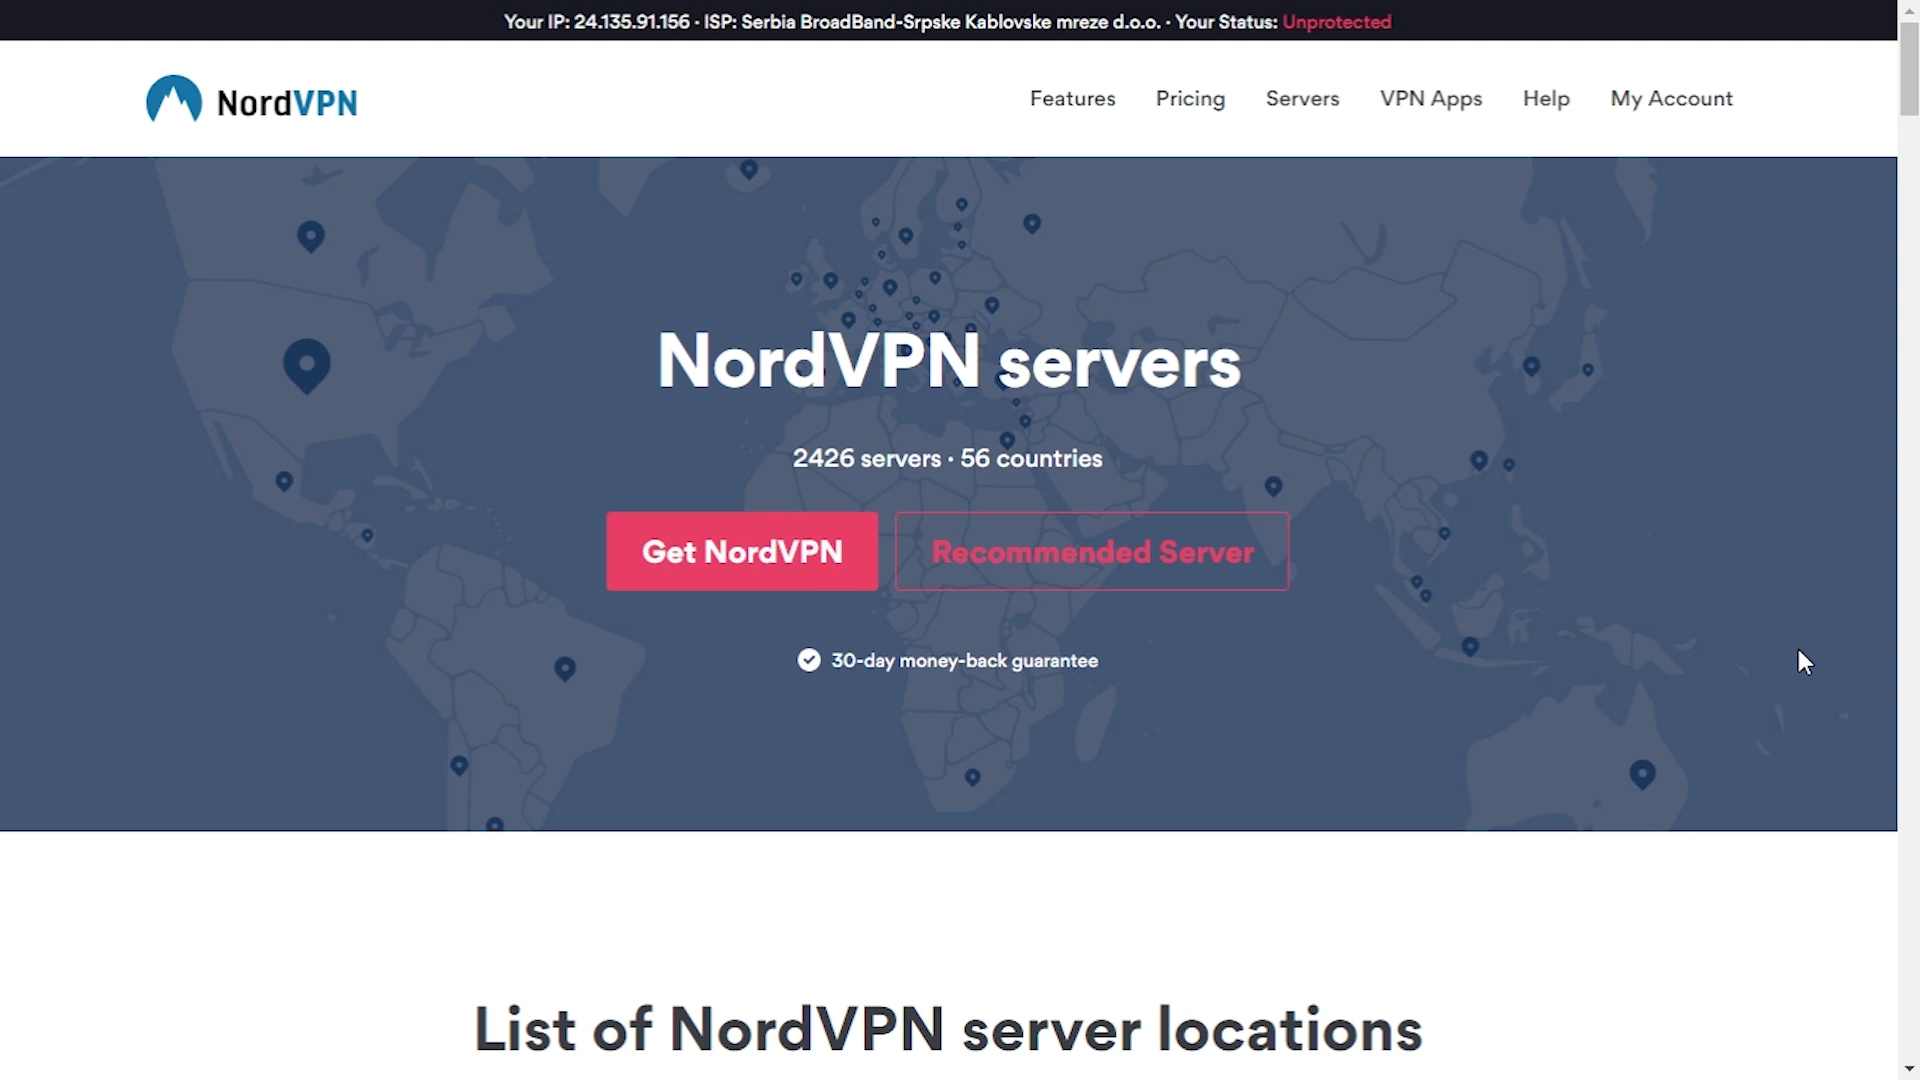 Your IP: 24.135.91.156 · ISP: Serbia BroadBand-Srpske Kablovske mreze d.o.o. · Your Status: Unprotected
NordVPN
Features
Pricing
Servers
VPN Apps
Help
My Account
NordVPN servers
2426 servers · 56 countries
Get NordVPN
Recommended Server
30-day money-back guarantee
List of NordVPN server locations